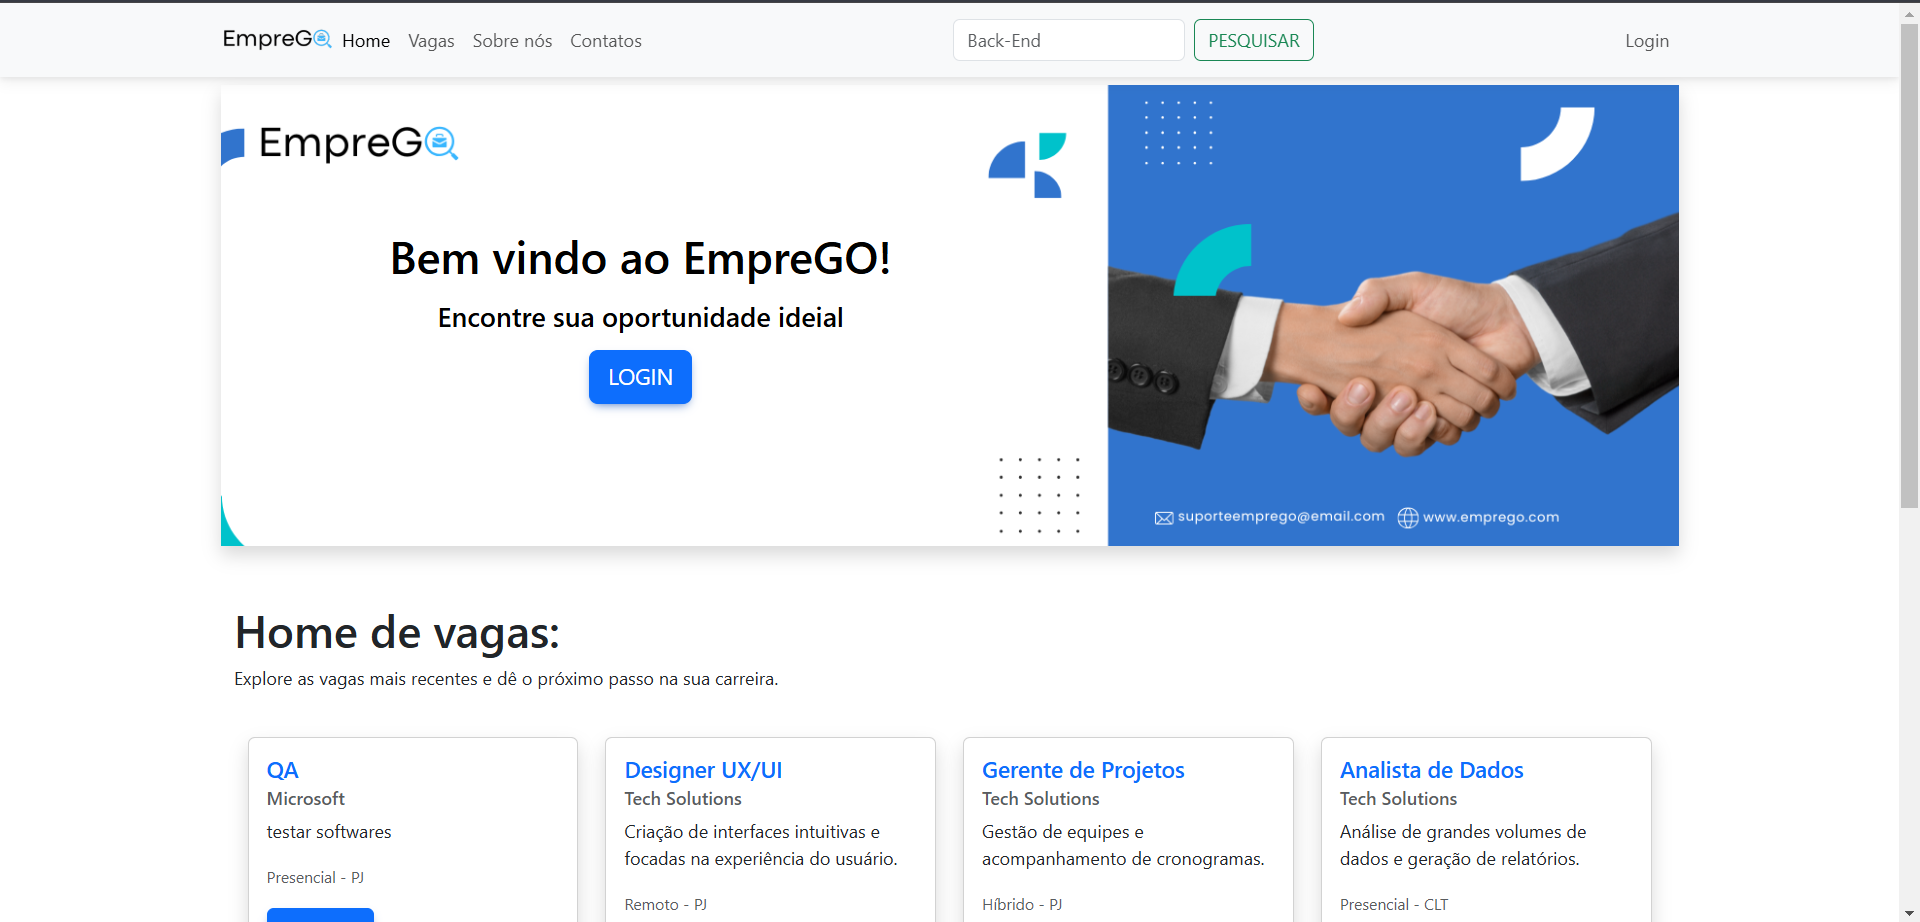 EmpreGO Home Vagas Sobre nós Contatos Back-End PESQUISAR Login
EmpreGO
Bem vindo ao EmpreGO!
Encontre sua oportunidade ideial
LOGIN
suporteemprego@email.com www.emprego.com
Home de vagas:
Explore as vagas mais recentes e dê o próximo passo na sua carreira.
QA
Microsoft
testar softwares
Presencial - PJ
Designer UX/UI
Tech Solutions
Criação de interfaces intuitivas e
focadas na experiência do usuário.
Remoto - PJ
Gerente de Projetos
Tech Solutions
Gestão de equipes e
acompanhamento de cronogramas.
Híbrido - PJ
Analista de Dados
Tech Solutions
Análise de grandes volumes de
dados e geração de relatórios.
Presencial - CLT